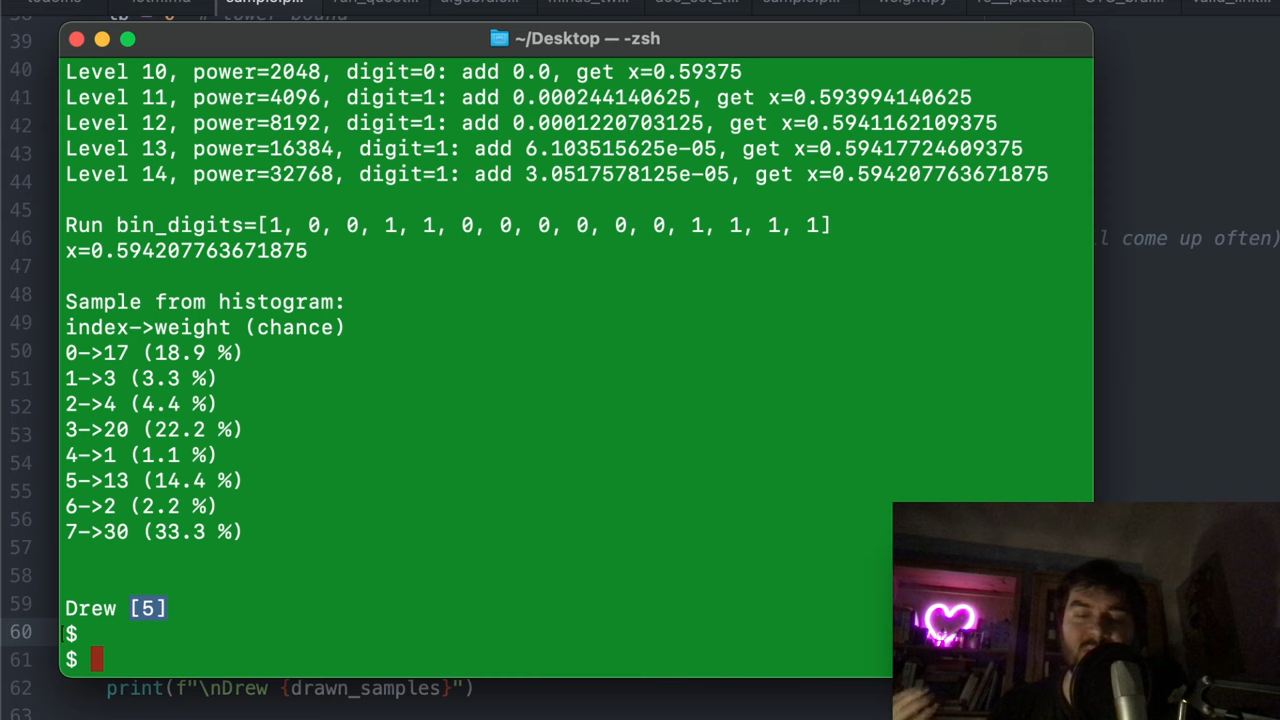 ~/Desktop — -zsh
39
40
41
42
43
44
45
46
47
48
49
50
51
52
53
54
55
56
57
58
59
60
61
62
63
Level 10, power=2048, digit=0: add 0.0, get x=0.59375
Level 11, power=4096, digit=1: add 0.000244140625, get x=0.593994140625
Level 12, power=8192, digit=1: add 0.0001220703125, get x=0.5941162109375
Level 13, power=16384, digit=1: add 6.103515625e-05, get x=0.59417724609375
Level 14, power=32768, digit=1: add 3.0517578125e-05, get x=0.594207763671875
Run bin_digits=[1, 0, 0, 1, 1, 0, 0, 0, 0, 0, 0, 1, 1, 1, 1]
come up often)
x=0.594207763671875
Sample from histogram:
index->weight (chance)
0->17 (18.9 %)
1->3 (3.3 %)
2->4 (4.4 %)
3->20 (22.2 %)
4->1 (1.1 %)
5->13 (14.4 %)
6->2 (2.2 %)
7->30 (33.3 %)
Drew [5]
$
$
print(f"\nDrew {drawn_samples}")